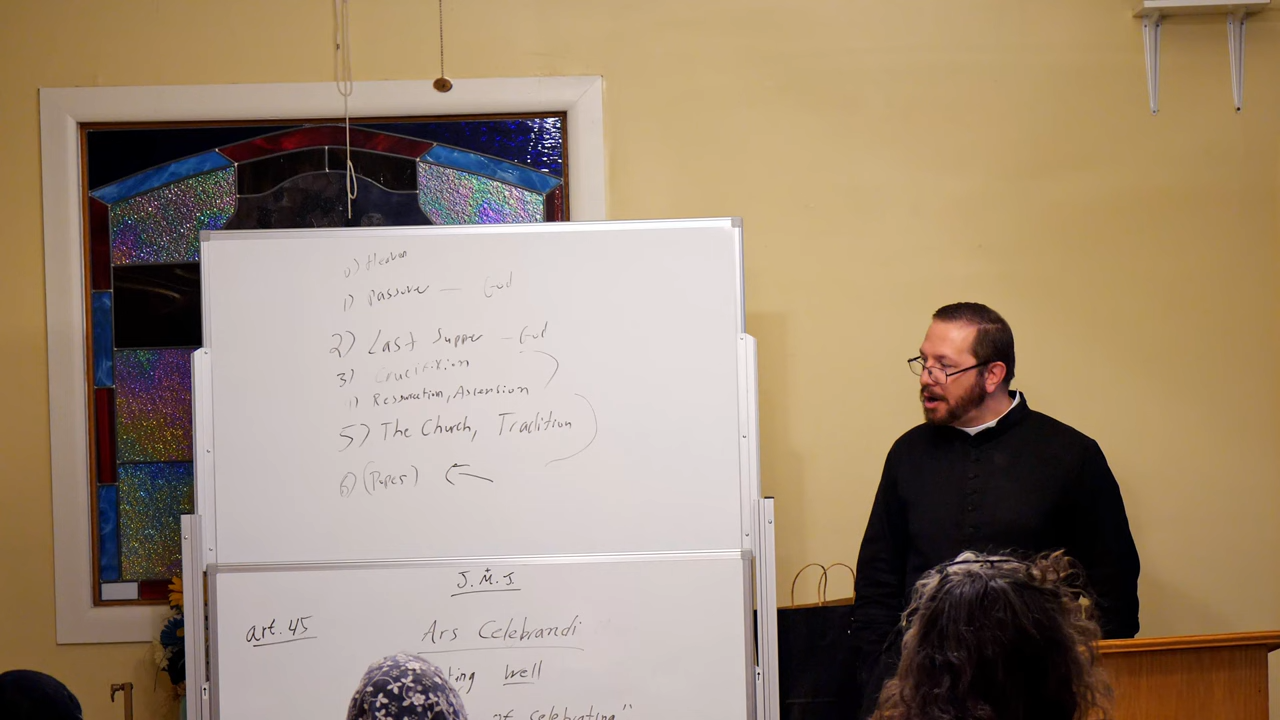 0) Heaven
1) Passover — God
2) Last Supper - God
3) Crucifixion
Resurrection, Ascension
5) The Church, Tradition
6) (Popes) ←
J.M.J.
art. 45
Ars Celebrandi
ting well
celebrating"